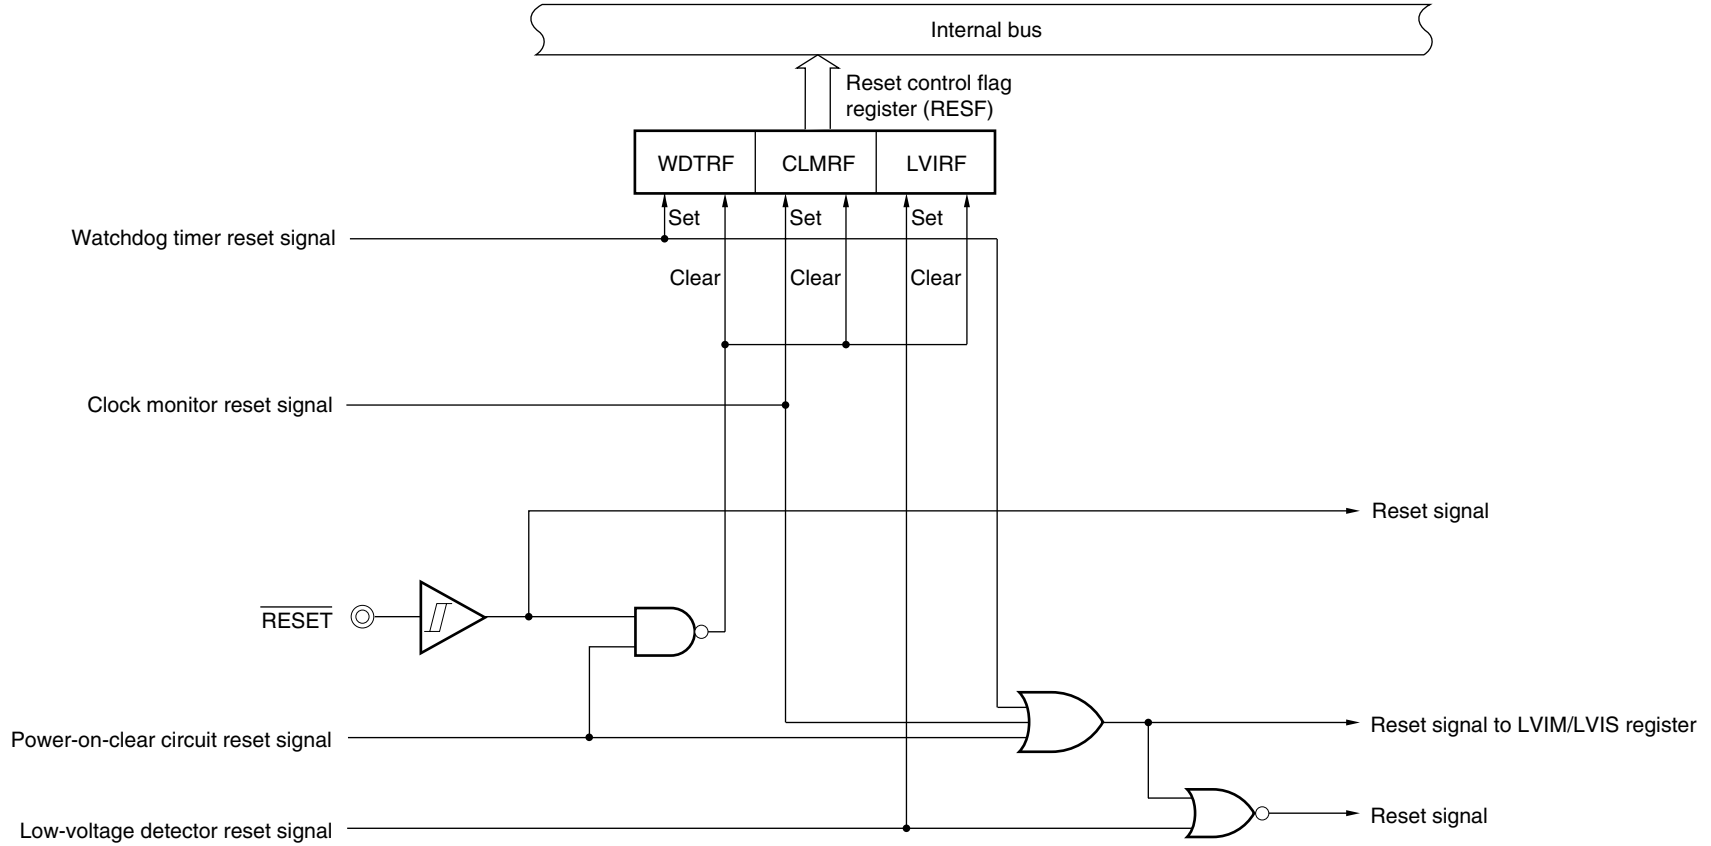 Internal bus
Reset control flag
register (RESF)
WDTRF CLMRF LVIRF
Set Set Set
Watchdog timer reset signal
Clear Clear Clear
Clock monitor reset signal
Reset signal
RESET
Reset signal to LVIM/LVIS register
Power-on-clear circuit reset signal
Reset signal
Low-voltage detector reset signal